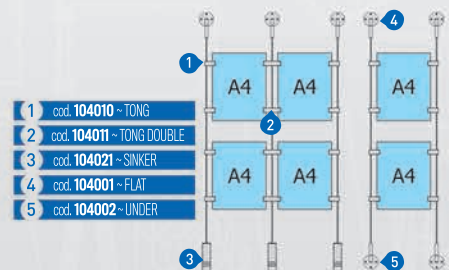 4
1
A4 A4 A4
1 cod. 104010 ~ TONG
2 cod. 104011 ~ TONG DOUBLE
2
3 cod. 104021 ~ SINKER
4 cod. 104001 ~ FLAT
5 cod. 104002 ~ UNDER
A4 A4 A4
3
5